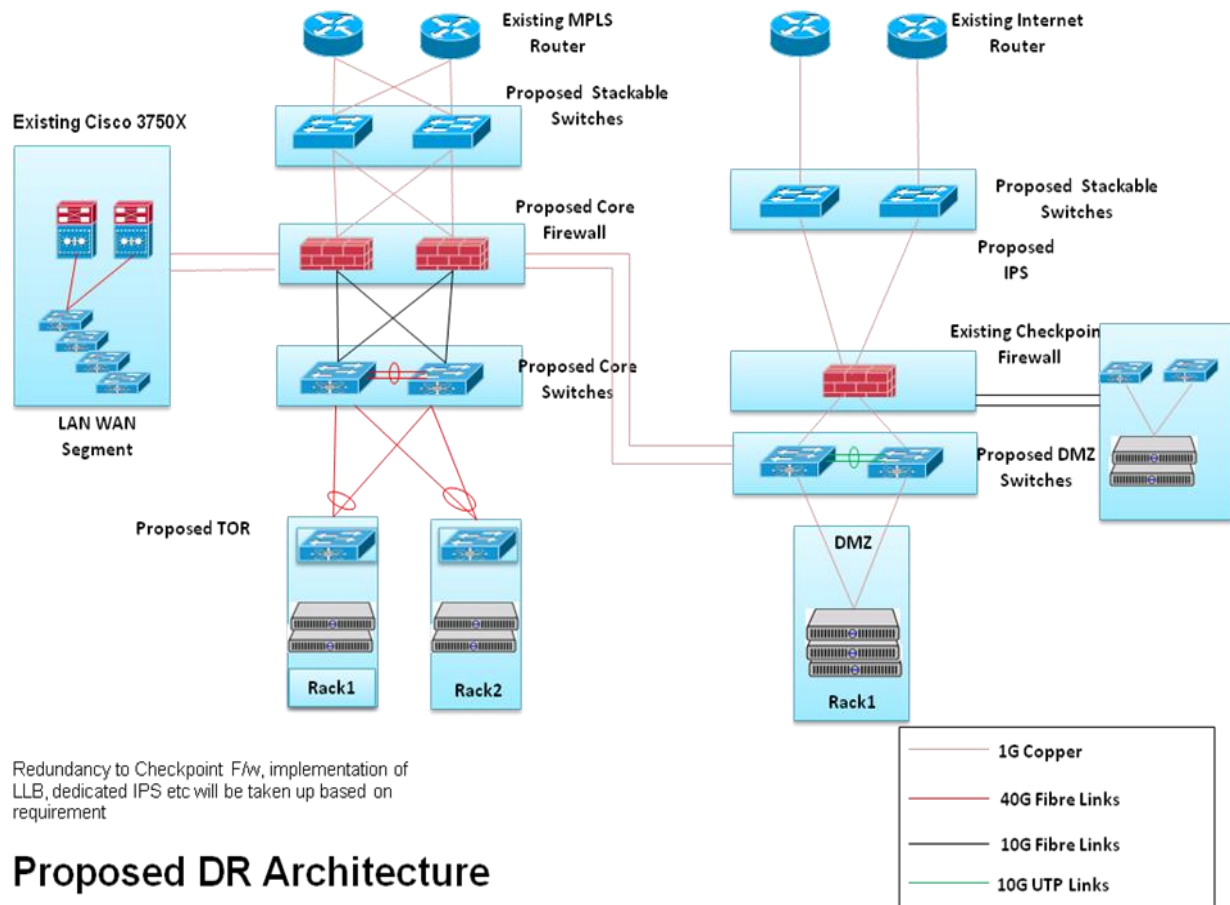 Existing MPLS
Router
Existing Internet
Router
Proposed Stackable
Switches
Existing Cisco 3750X
Proposed Stackable
Switches
Proposed Core
Firewall
Proposed
IPS
Existing Checkpoint
Firewall
Proposed Core
Switches
LAN WAN
Segment
Proposed DMZ
Switches
Proposed TOR
DMZ
Rack1
Rack2
Rack1
1G Copper
40G Fibre Links
10G Fibre Links
10G UTP Links
Redundancy to Checkpoint F/w, implementation of
LLB, dedicated IPS etc will be taken up based on
requirement
Proposed DR Architecture